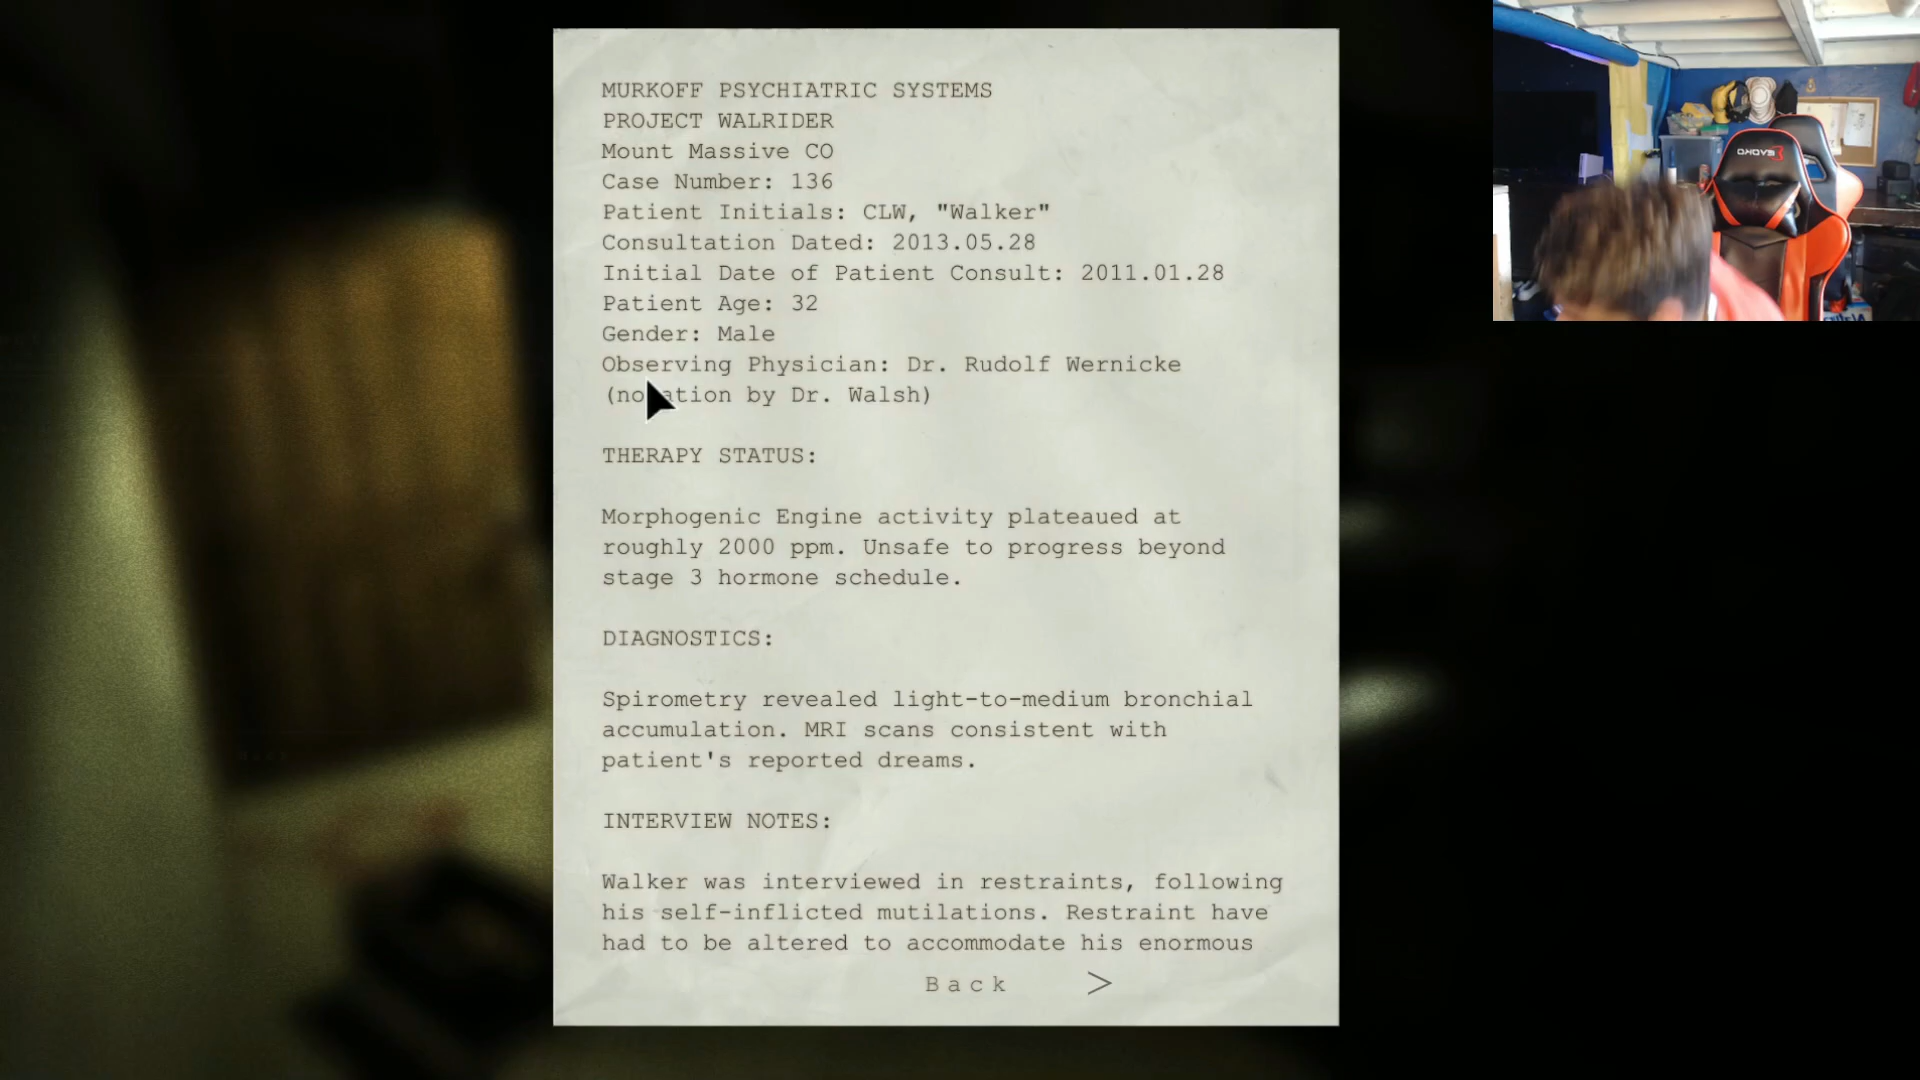 MURKOFF PSYCHIATRIC SYSTEMS
PROJECT WALRIDER
Mount Massive CO
Case Number: 136
Patient Initials: CLW, "Walker"
Consultation Dated: 2013.05.28
Initial Date of Patient Consult: 2011.01.28
Patient Age: 32
Gender: Male
Observing Physician: Dr. Rudolf Wernicke
(notation by Dr. Walsh)
THERAPY STATUS:
Morphogenic Engine activity plateaued at
roughly 2000 ppm. Unsafe to progress beyond
stage 3 hormone schedule.
DIAGNOSTICS:
Spirometry revealed light-to-medium bronchial
accumulation. MRI scans consistent with
patient's reported dreams.
INTERVIEW NOTES:
Walker was interviewed in restraints, following
his self-inflicted mutilations. Restraint have
had to be altered to accommodate his enormous
Back >